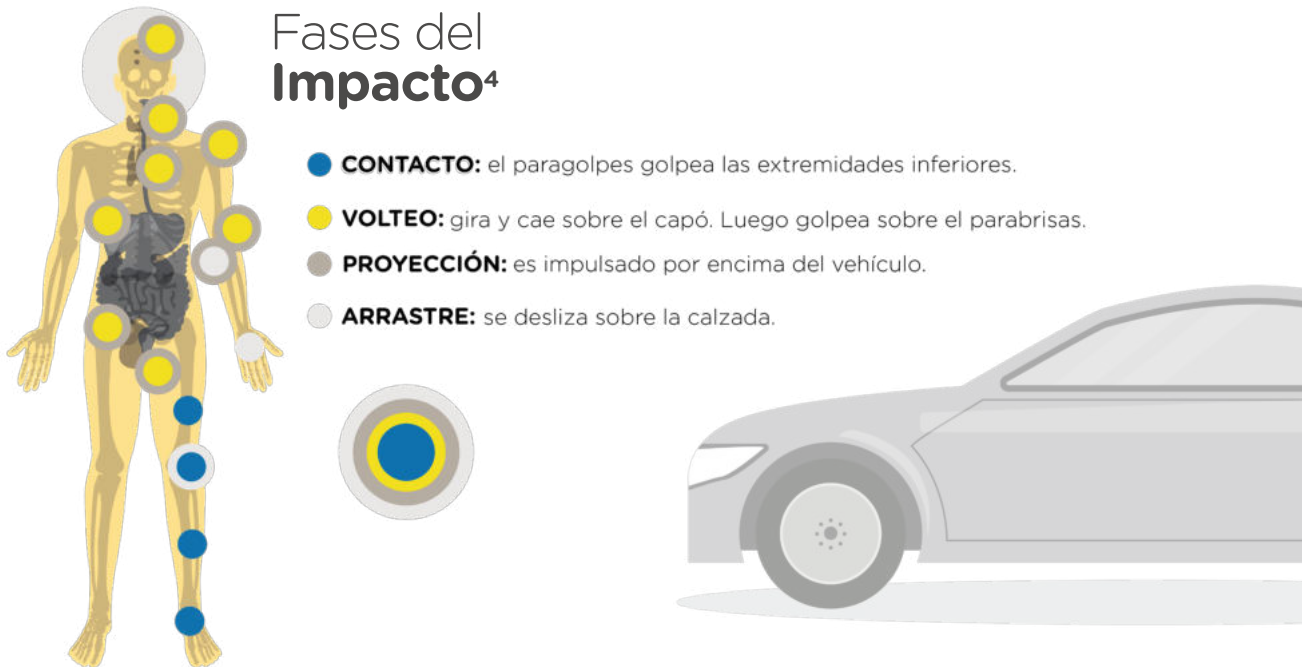 Fases del
Impacto⁴
CONTACTO: el paragolpes golpea las extremidades inferiores.
VOLTEO: gira y cae sobre el capó. Luego golpea sobre el parabrisas.
PROYECCIÓN: es impulsado por encima del vehículo.
ARRASTRE: se desliza sobre la calzada.